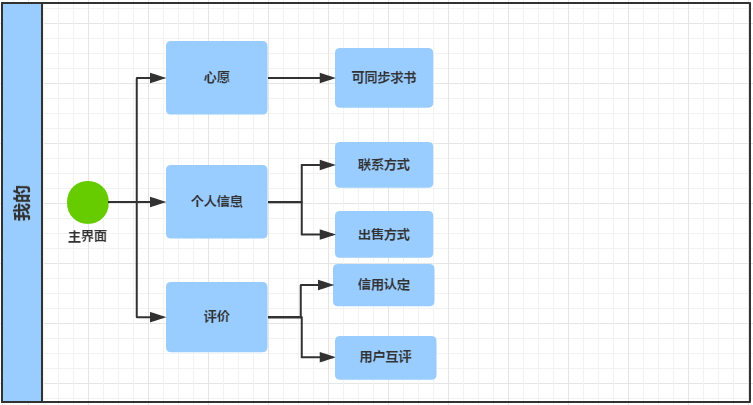 我的
主界面
心愿
可同步求书
个人信息
联系方式
出售方式
评价
信用认定
用户互评